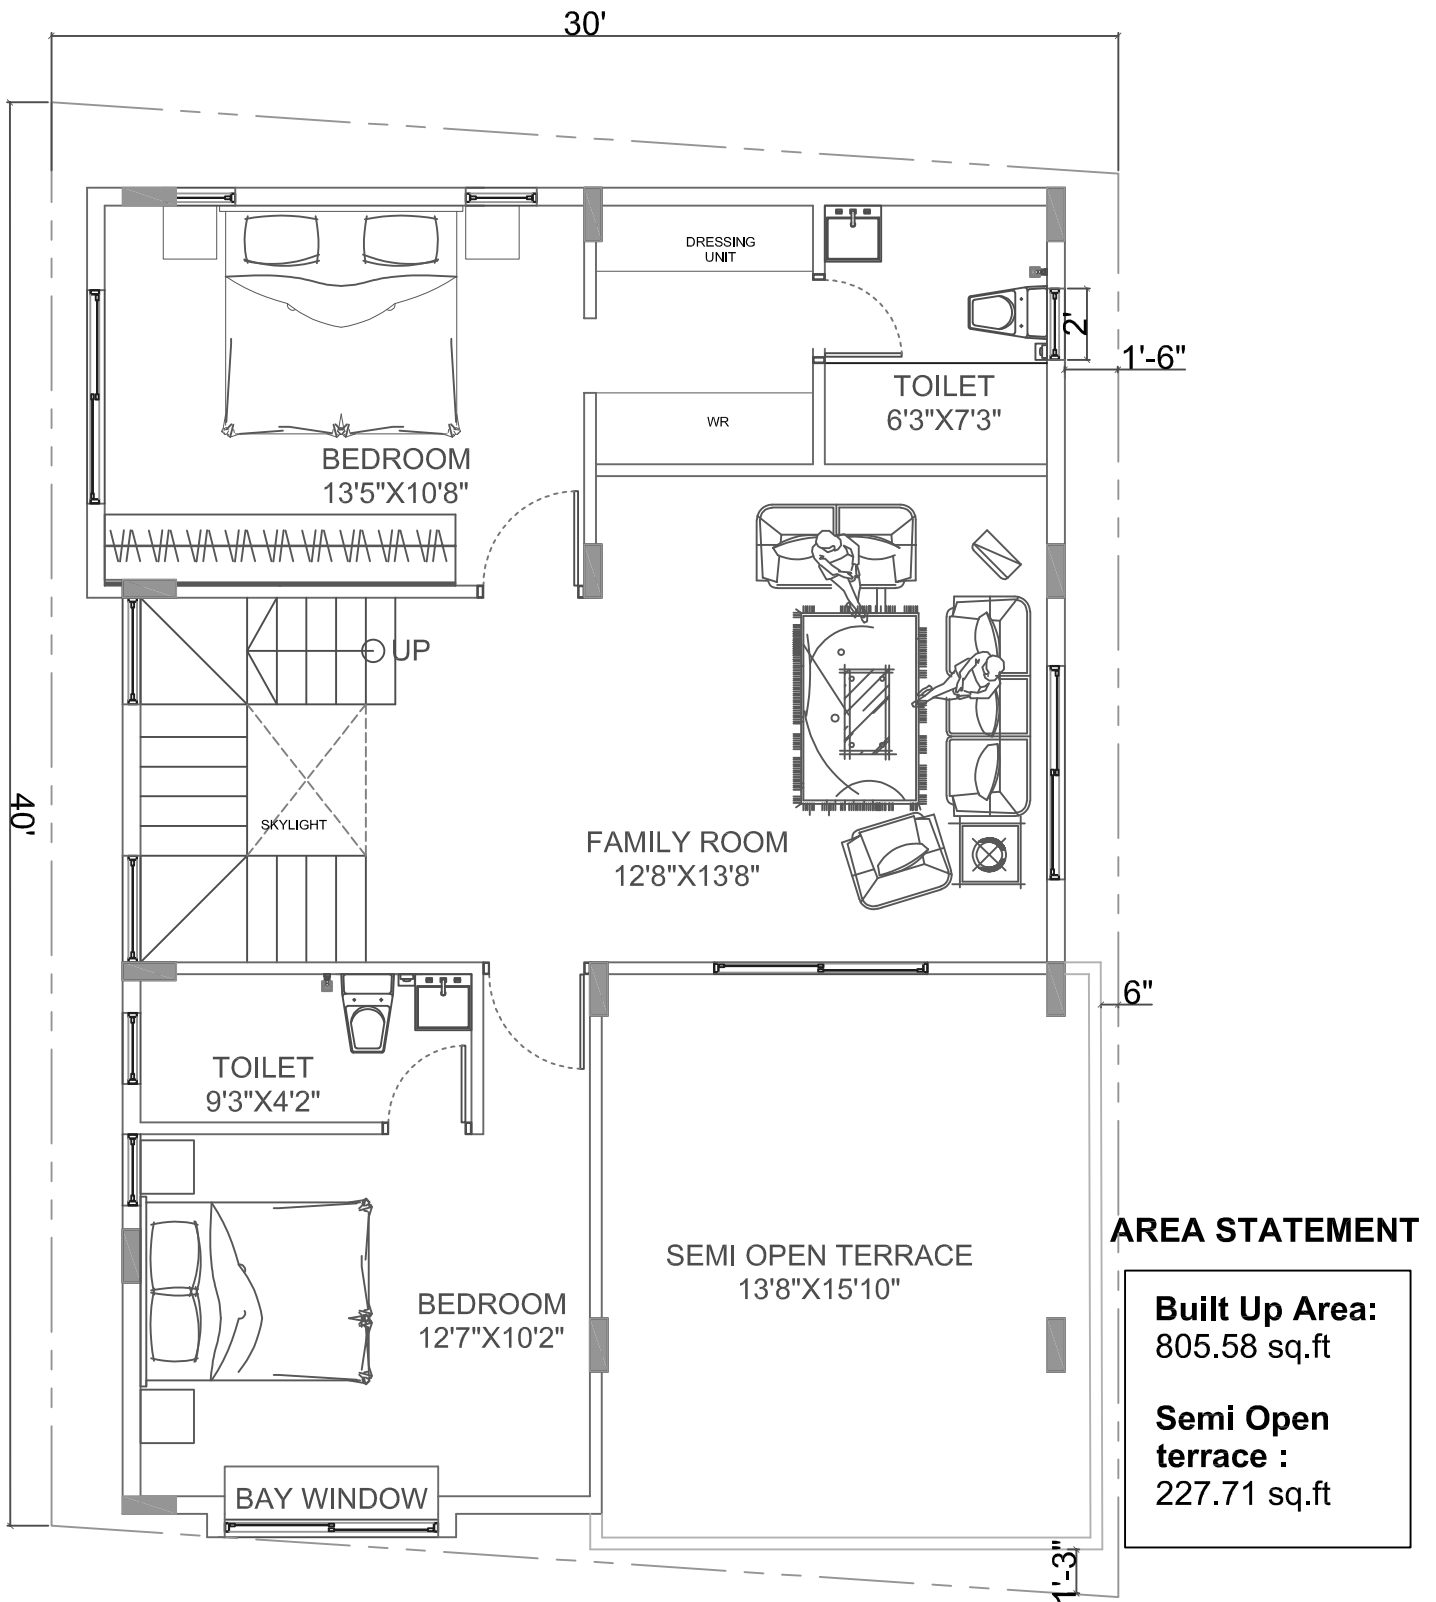 30'
DRESSING
UNIT
2'
1'-6"
TOILET
6'3"X7'3"
WR
BEDROOM
13'5"X10'8"
UP
40'
SKYLIGHT
FAMILY ROOM
12'8"X13'8"
6"
TOILET
9'3"X4'2"
SEMI OPEN TERRACE
13'8"X15'10"
BEDROOM
12'7"X10'2"
BAY WINDOW
1'-3"
AREA STATEMENT
Built Up Area:
805.58 sq.ft
Semi Open
terrace :
227.71 sq.ft